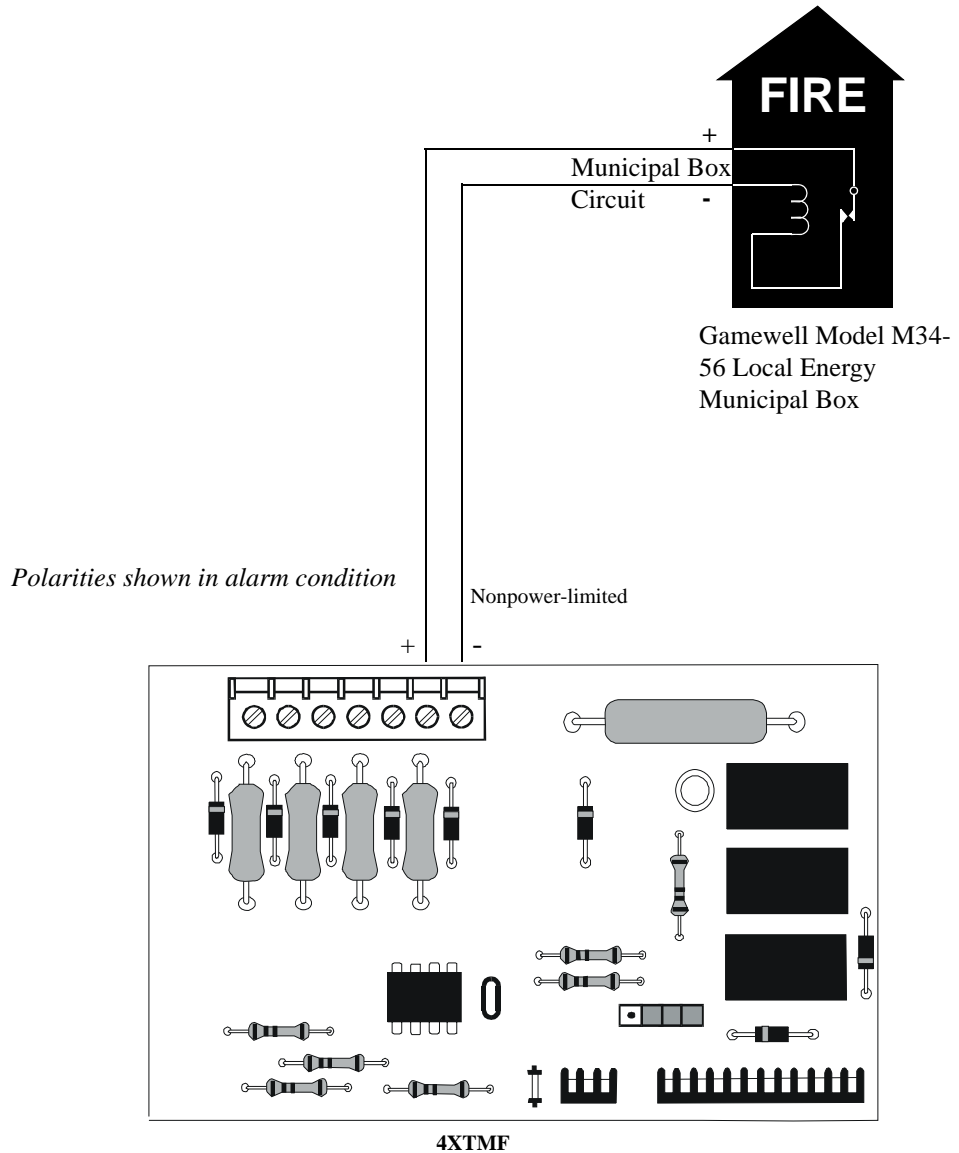 FIRE
+
Municipal Box
Circuit -
Gamewell Model M34-
56 Local Energy
Municipal Box
Polarities shown in alarm condition
Nonpower-limited
+ -
4XTMF